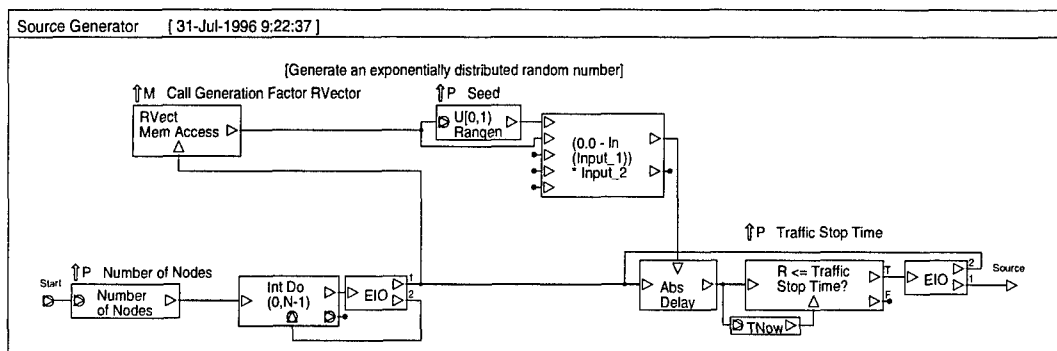 Source Generator [ 31-Jul-1996 9:22:37 ]
[Generate an exponentially distributed random number]
⇑M Call Generation Factor RVector
⇑P Seed
RVect
Mem Access
U[0,1)
Rangen
(0.0 - ln
(Input_1))
* Input_2
⇑P Traffic Stop Time
⇑P Number of Nodes
Start
Number
of Nodes
Int Do
(0,N-1)
EIO
1
2
Abs
Delay
R <= Traffic
Stop Time?
T
F
TNow
EIO
2
1
Source